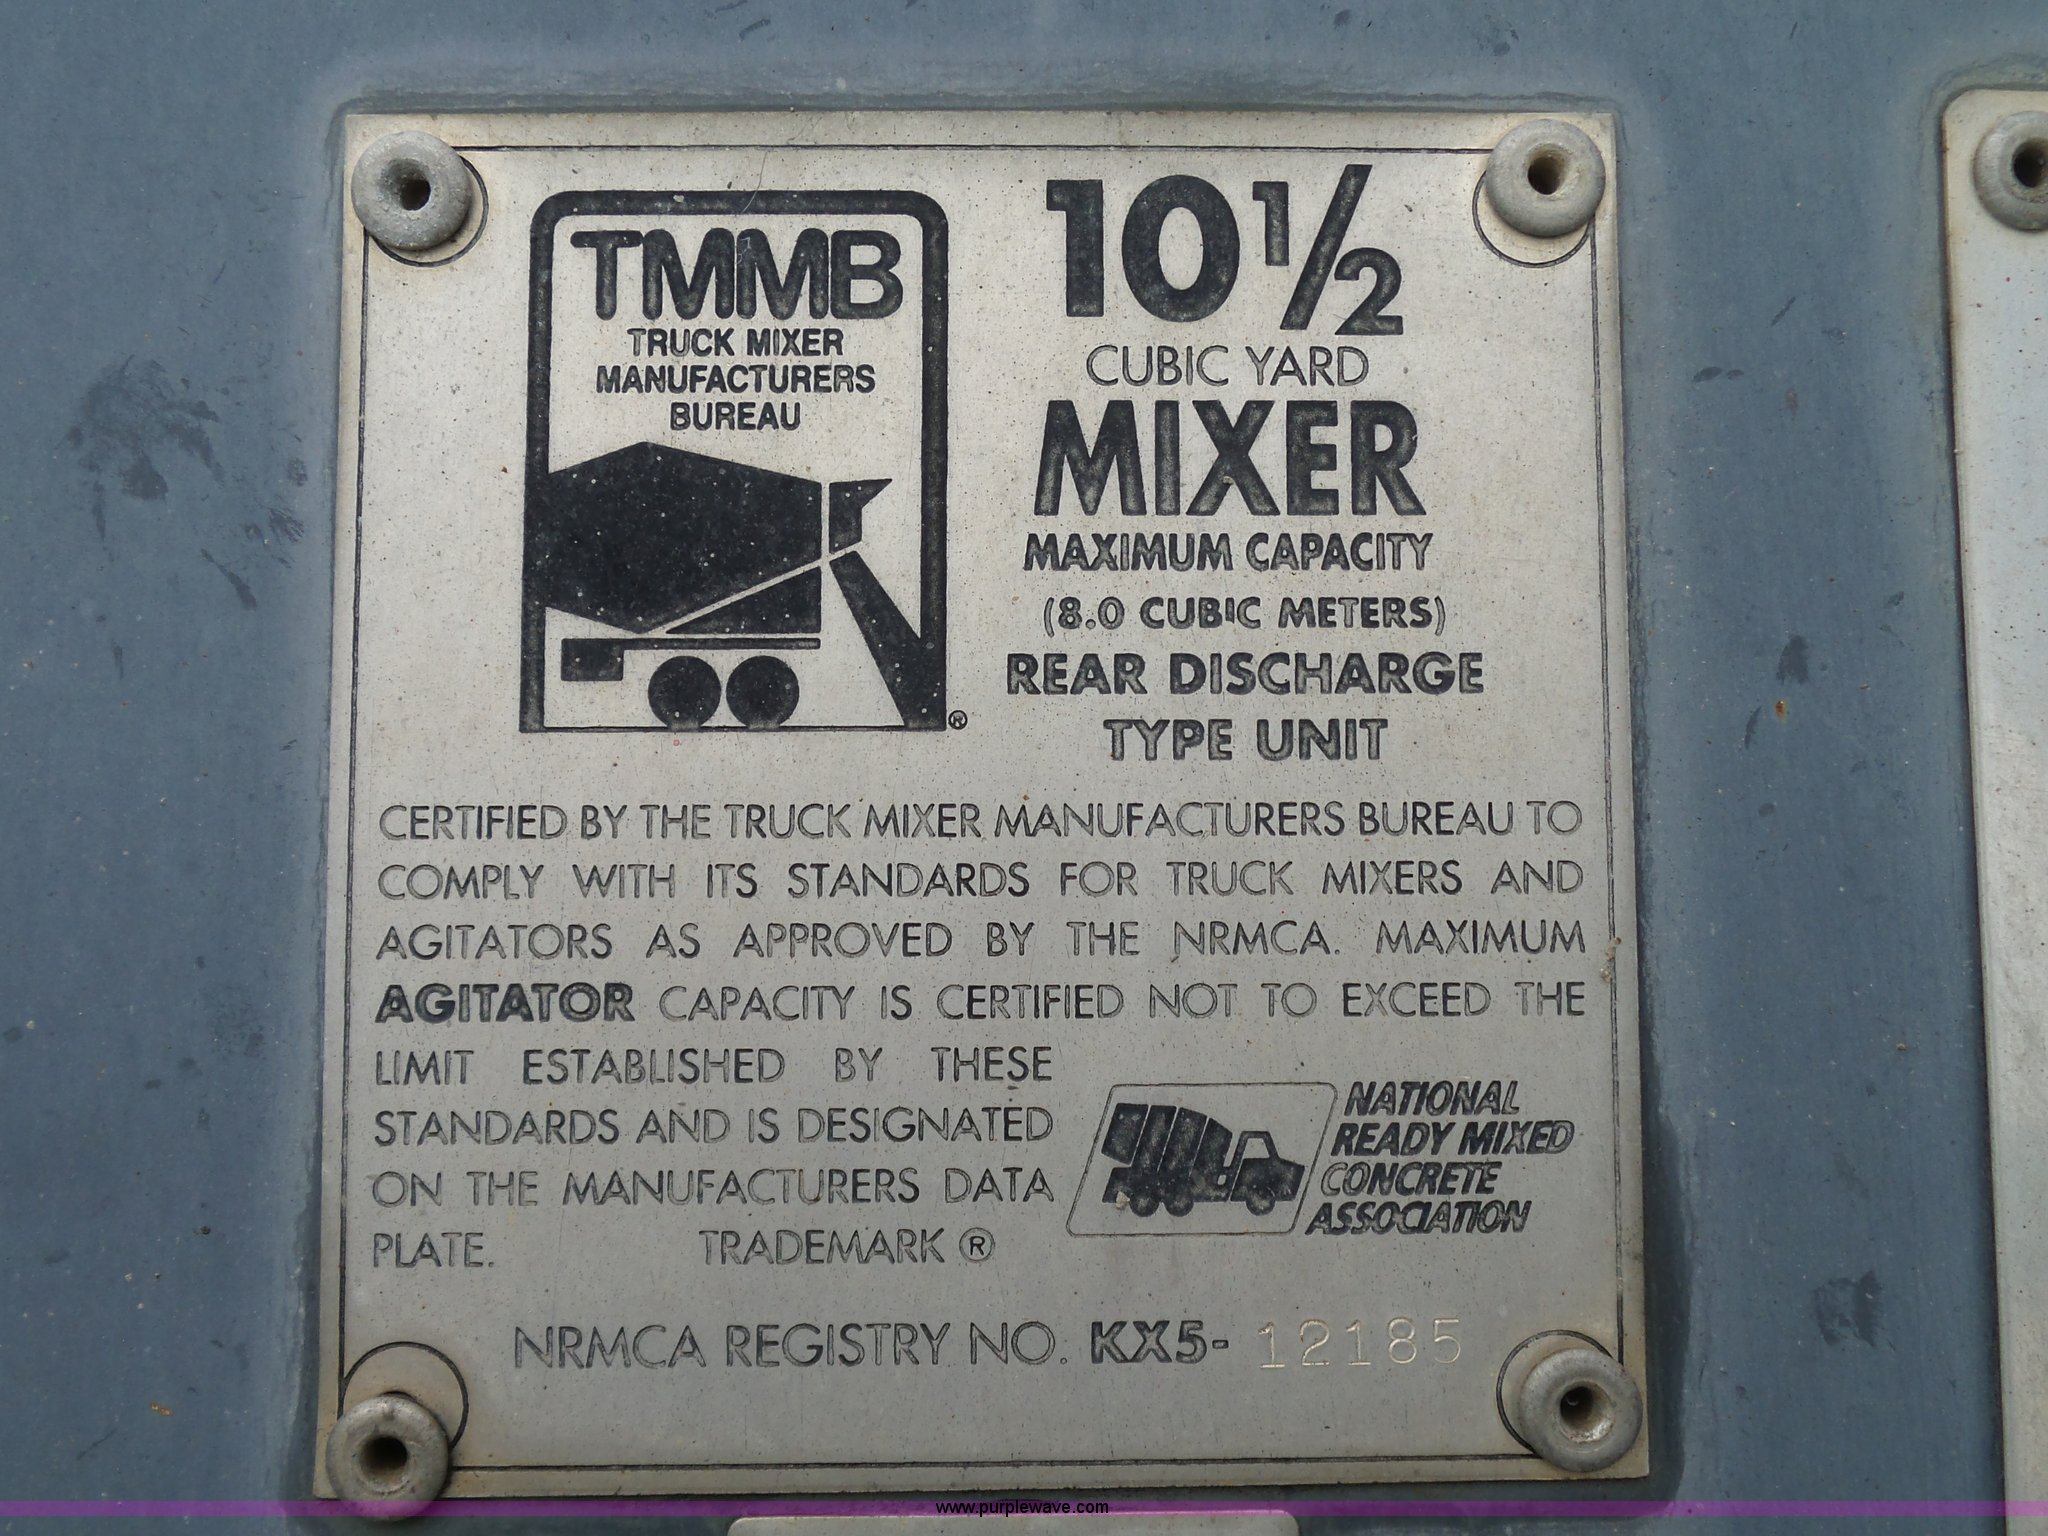 TMMB
TRUCK MIXER
MANUFACTURERS
BUREAU
®
10 1/2
CUBIC YARD
MIXER
MAXIMUM CAPACITY
(8.0 CUBIC METERS)
REAR DISCHARGE
TYPE UNIT
CERTIFIED BY THE TRUCK MIXER MANUFACTURERS BUREAU TO
COMPLY WITH ITS STANDARDS FOR TRUCK MIXERS AND
AGITATORS AS APPROVED BY THE NRMCA. MAXIMUM
AGITATOR CAPACITY IS CERTIFIED NOT TO EXCEED THE
LIMIT ESTABLISHED BY THESE
STANDARDS AND IS DESIGNATED
ON THE MANUFACTURERS DATA
PLATE. TRADEMARK ®
NATIONAL
READY MIXED
CONCRETE
ASSOCIATION
NRMCA REGISTRY NO. KX5- 12185
www.purplewave.com